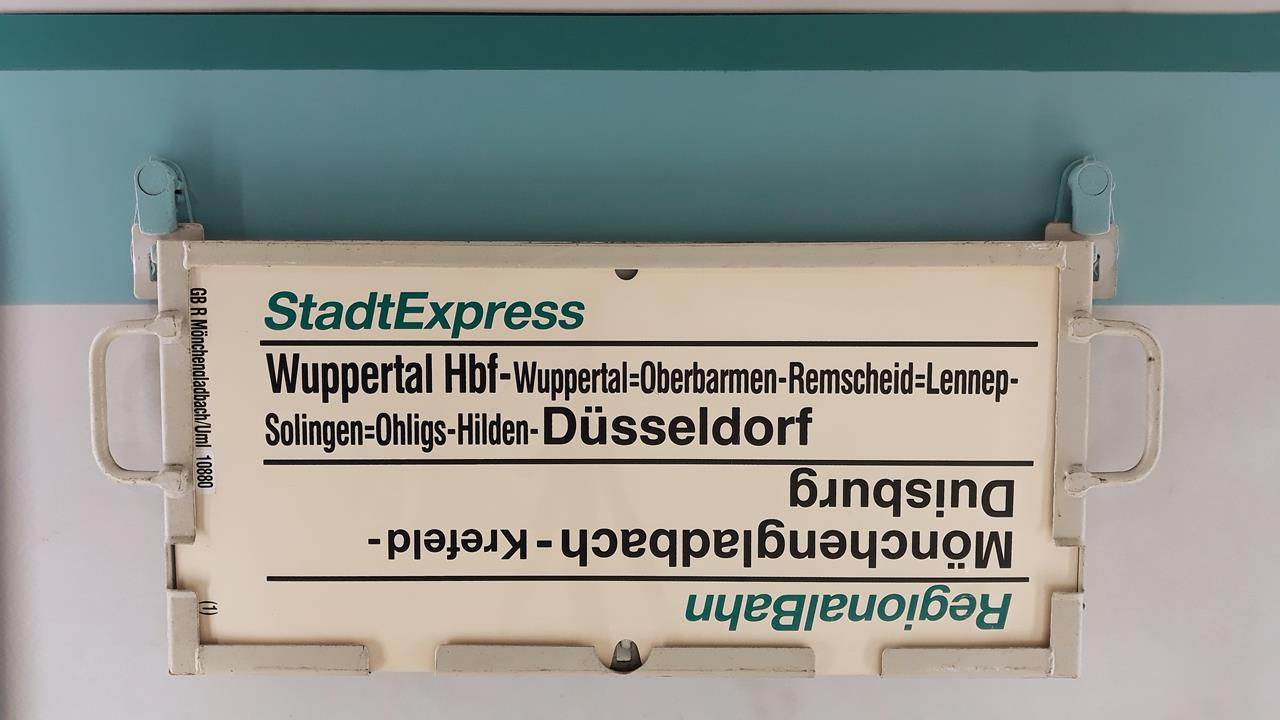 StadtExpress
Wuppertal Hbf-Wuppertal=Oberbarmen-Remscheid=Lennep-
Solingen=Ohligs-Hilden-Düsseldorf
RegionalBahn
Mönchengladbach - Krefeld-
Duisburg
GB R Mönchengladbach/Uml 10880
(1)